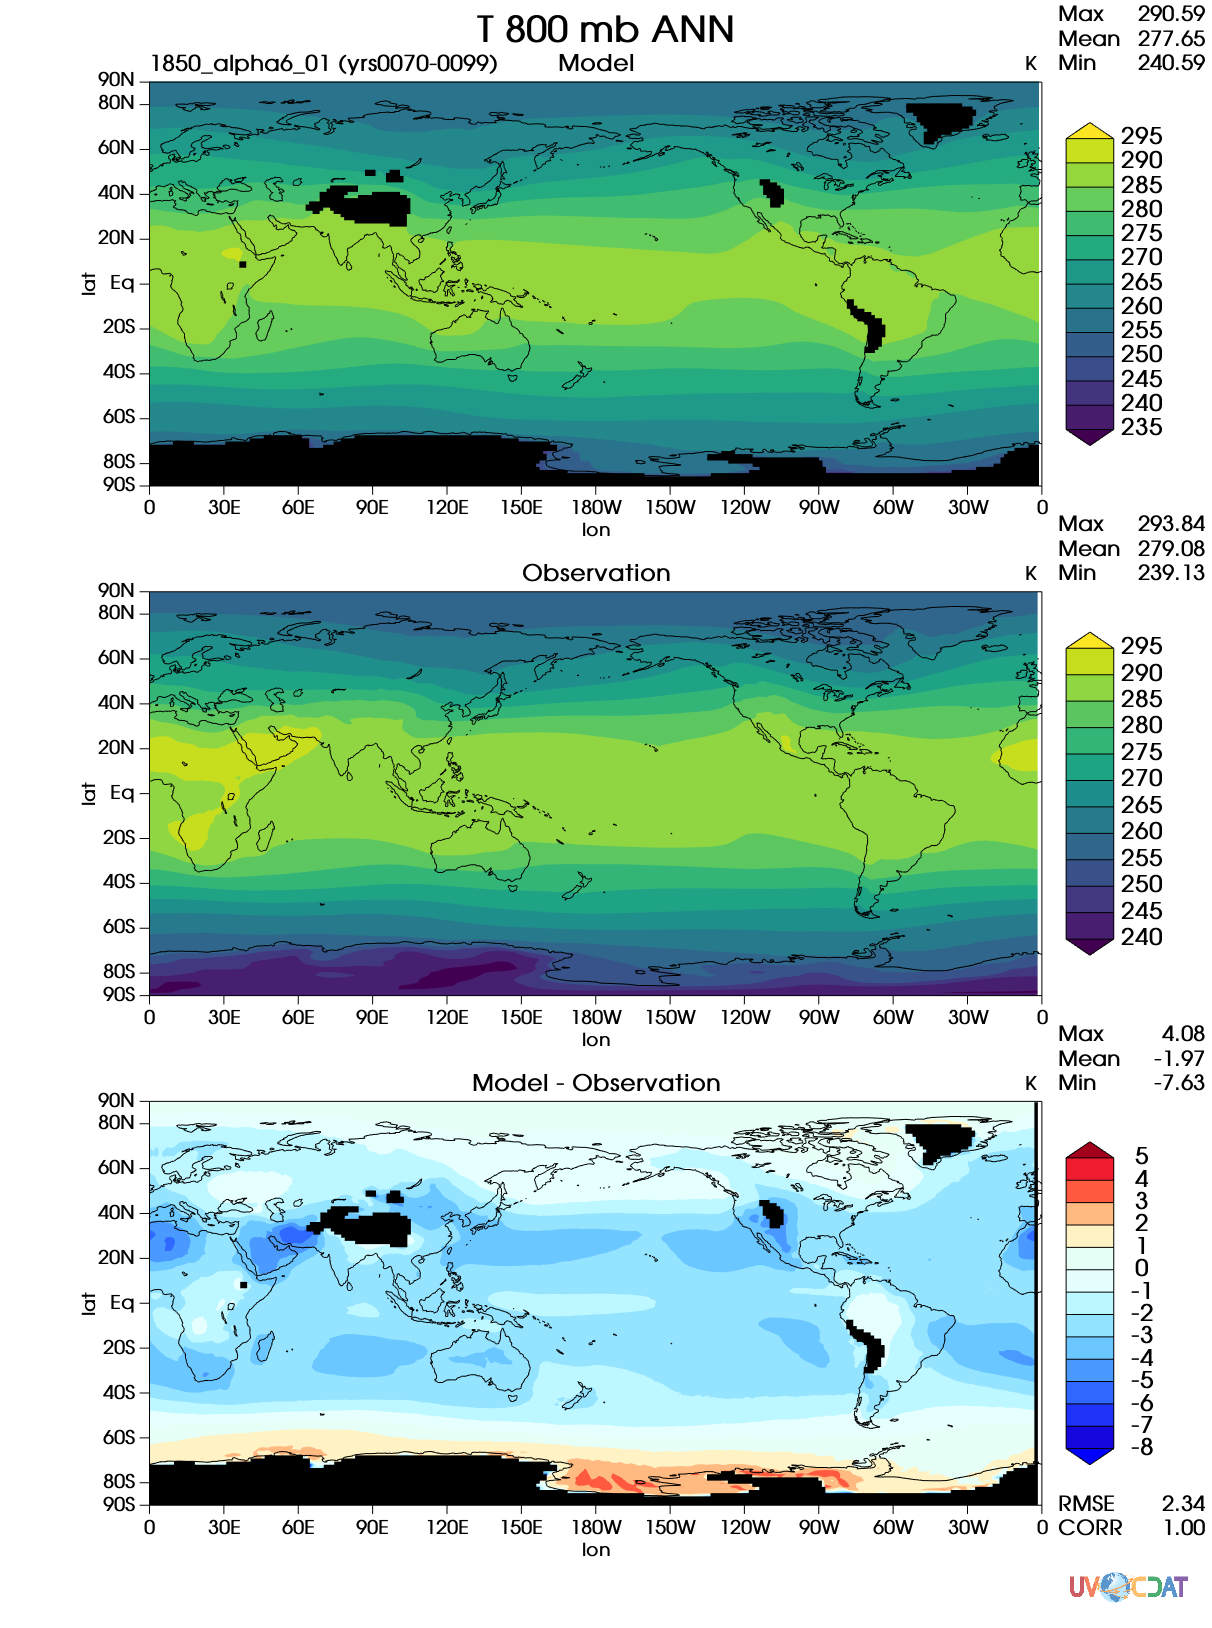 T 800 mb ANN
Max 290.59
Mean 277.65
Min 240.59
1850_alpha6_01 (yrs0070-0099) Model K
90N
80N
60N
40N
20N
Eq
20S
40S
60S
80S
90S
lat
0 30E 60E 90E 120E 150E 180W 150W 120W 90W 60W 30W 0
lon
295
290
285
280
275
270
265
260
255
250
245
240
235
Max 293.84
Mean 279.08
Min 239.13
Observation K
90N
80N
60N
40N
20N
Eq
20S
40S
60S
80S
90S
lat
0 30E 60E 90E 120E 150E 180W 150W 120W 90W 60W 30W 0
lon
295
290
285
280
275
270
265
260
255
250
245
240
Max 4.08
Mean -1.97
Min -7.63
Model - Observation K
90N
80N
60N
40N
20N
Eq
20S
40S
60S
80S
90S
lat
0 30E 60E 90E 120E 150E 180W 150W 120W 90W 60W 30W 0
lon
5
4
3
2
1
0
-1
-2
-3
-4
-5
-6
-7
-8
RMSE 2.34
CORR 1.00
UV CDAT